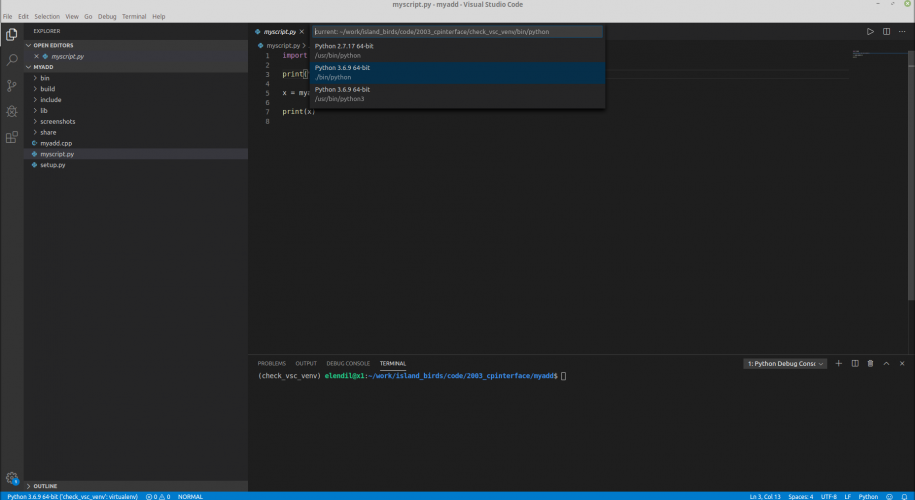 myscript.py - myadd - Visual Studio Code
File Edit Selection View Go Debug Terminal Help
EXPLORER
OPEN EDITORS
myscript.py
MYADD
bin
build
include
lib
screenshots
share
myadd.cpp
myscript.py
setup.py
OUTLINE
myscript.py
myscript.py
current: ~/work/island_birds/code/2003_cpinterface/check_vsc_venv/bin/python
Python 2.7.17 64-bit
/usr/bin/python
Python 3.6.9 64-bit
./bin/python
Python 3.6.9 64-bit
/usr/bin/python3
1 import
2
3 print(
4
5 x = mya
6
7 print(x)
8
PROBLEMS OUTPUT DEBUG CONSOLE TERMINAL
1: Python Debug Consc
(check_vsc_venv) elendil@x1:~/work/island_birds/code/2003_cpinterface/myadd$
Python 3.6.9 64-bit ('check_vsc_venv': virtualenv) 0 0 NORMAL
Ln 3, Col 13 Spaces: 4 UTF-8 LF Python